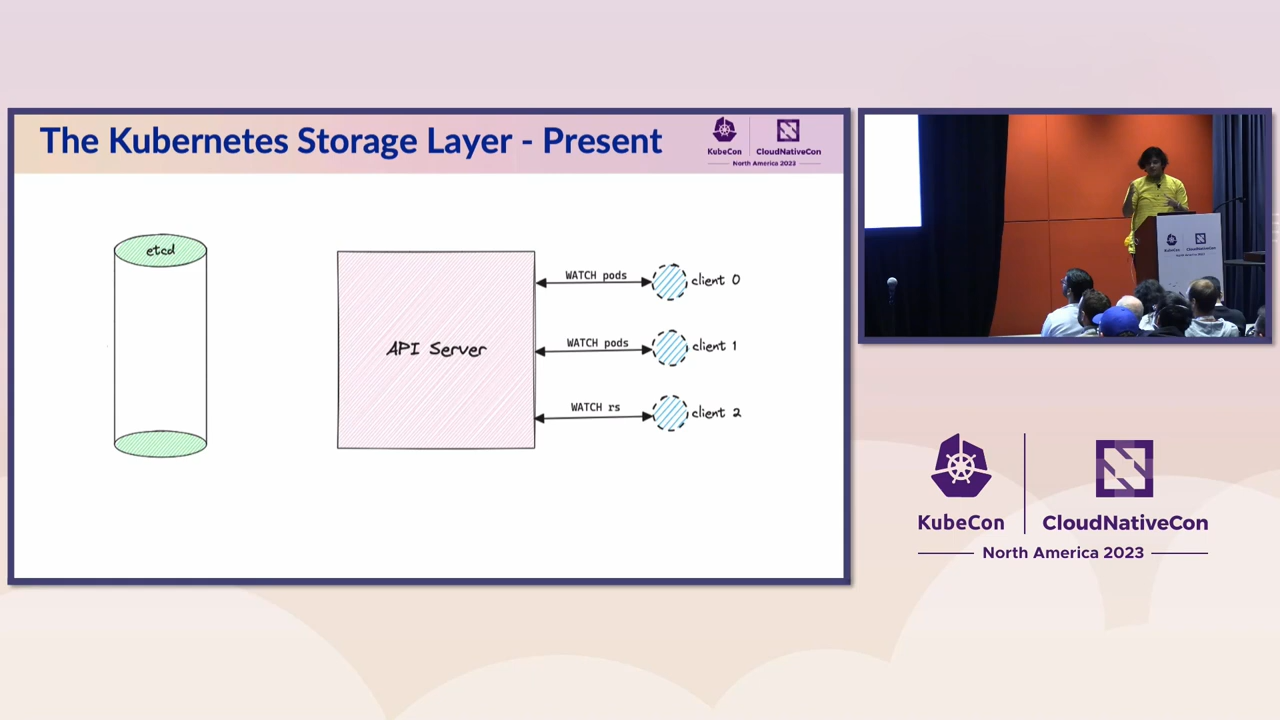 The Kubernetes Storage Layer - Present
KubeCon
CloudNativeCon
North America 2023
etcd
API Server
WATCH pods
client 0
WATCH pods
client 1
WATCH rs
client 2
KubeCon
CloudNativeCon
North America 2023